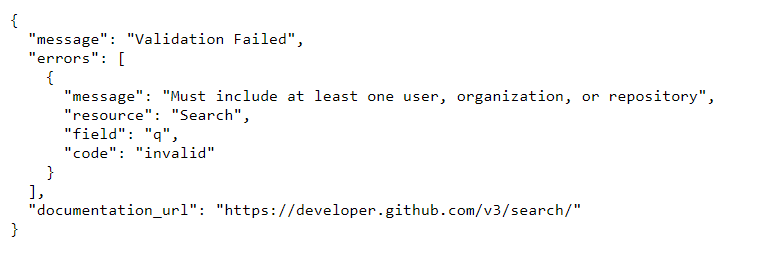 {
"message": "Validation Failed",
"errors": [
{
"message": "Must include at least one user, organization, or repository",
"resource": "Search",
"field": "q",
"code": "invalid"
}
],
"documentation_url": "https://developer.github.com/v3/search/"
}